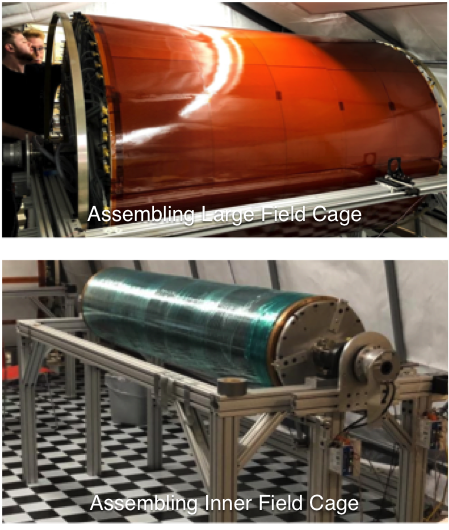 Assembling Large Field Cage
Assembling Inner Field Cage